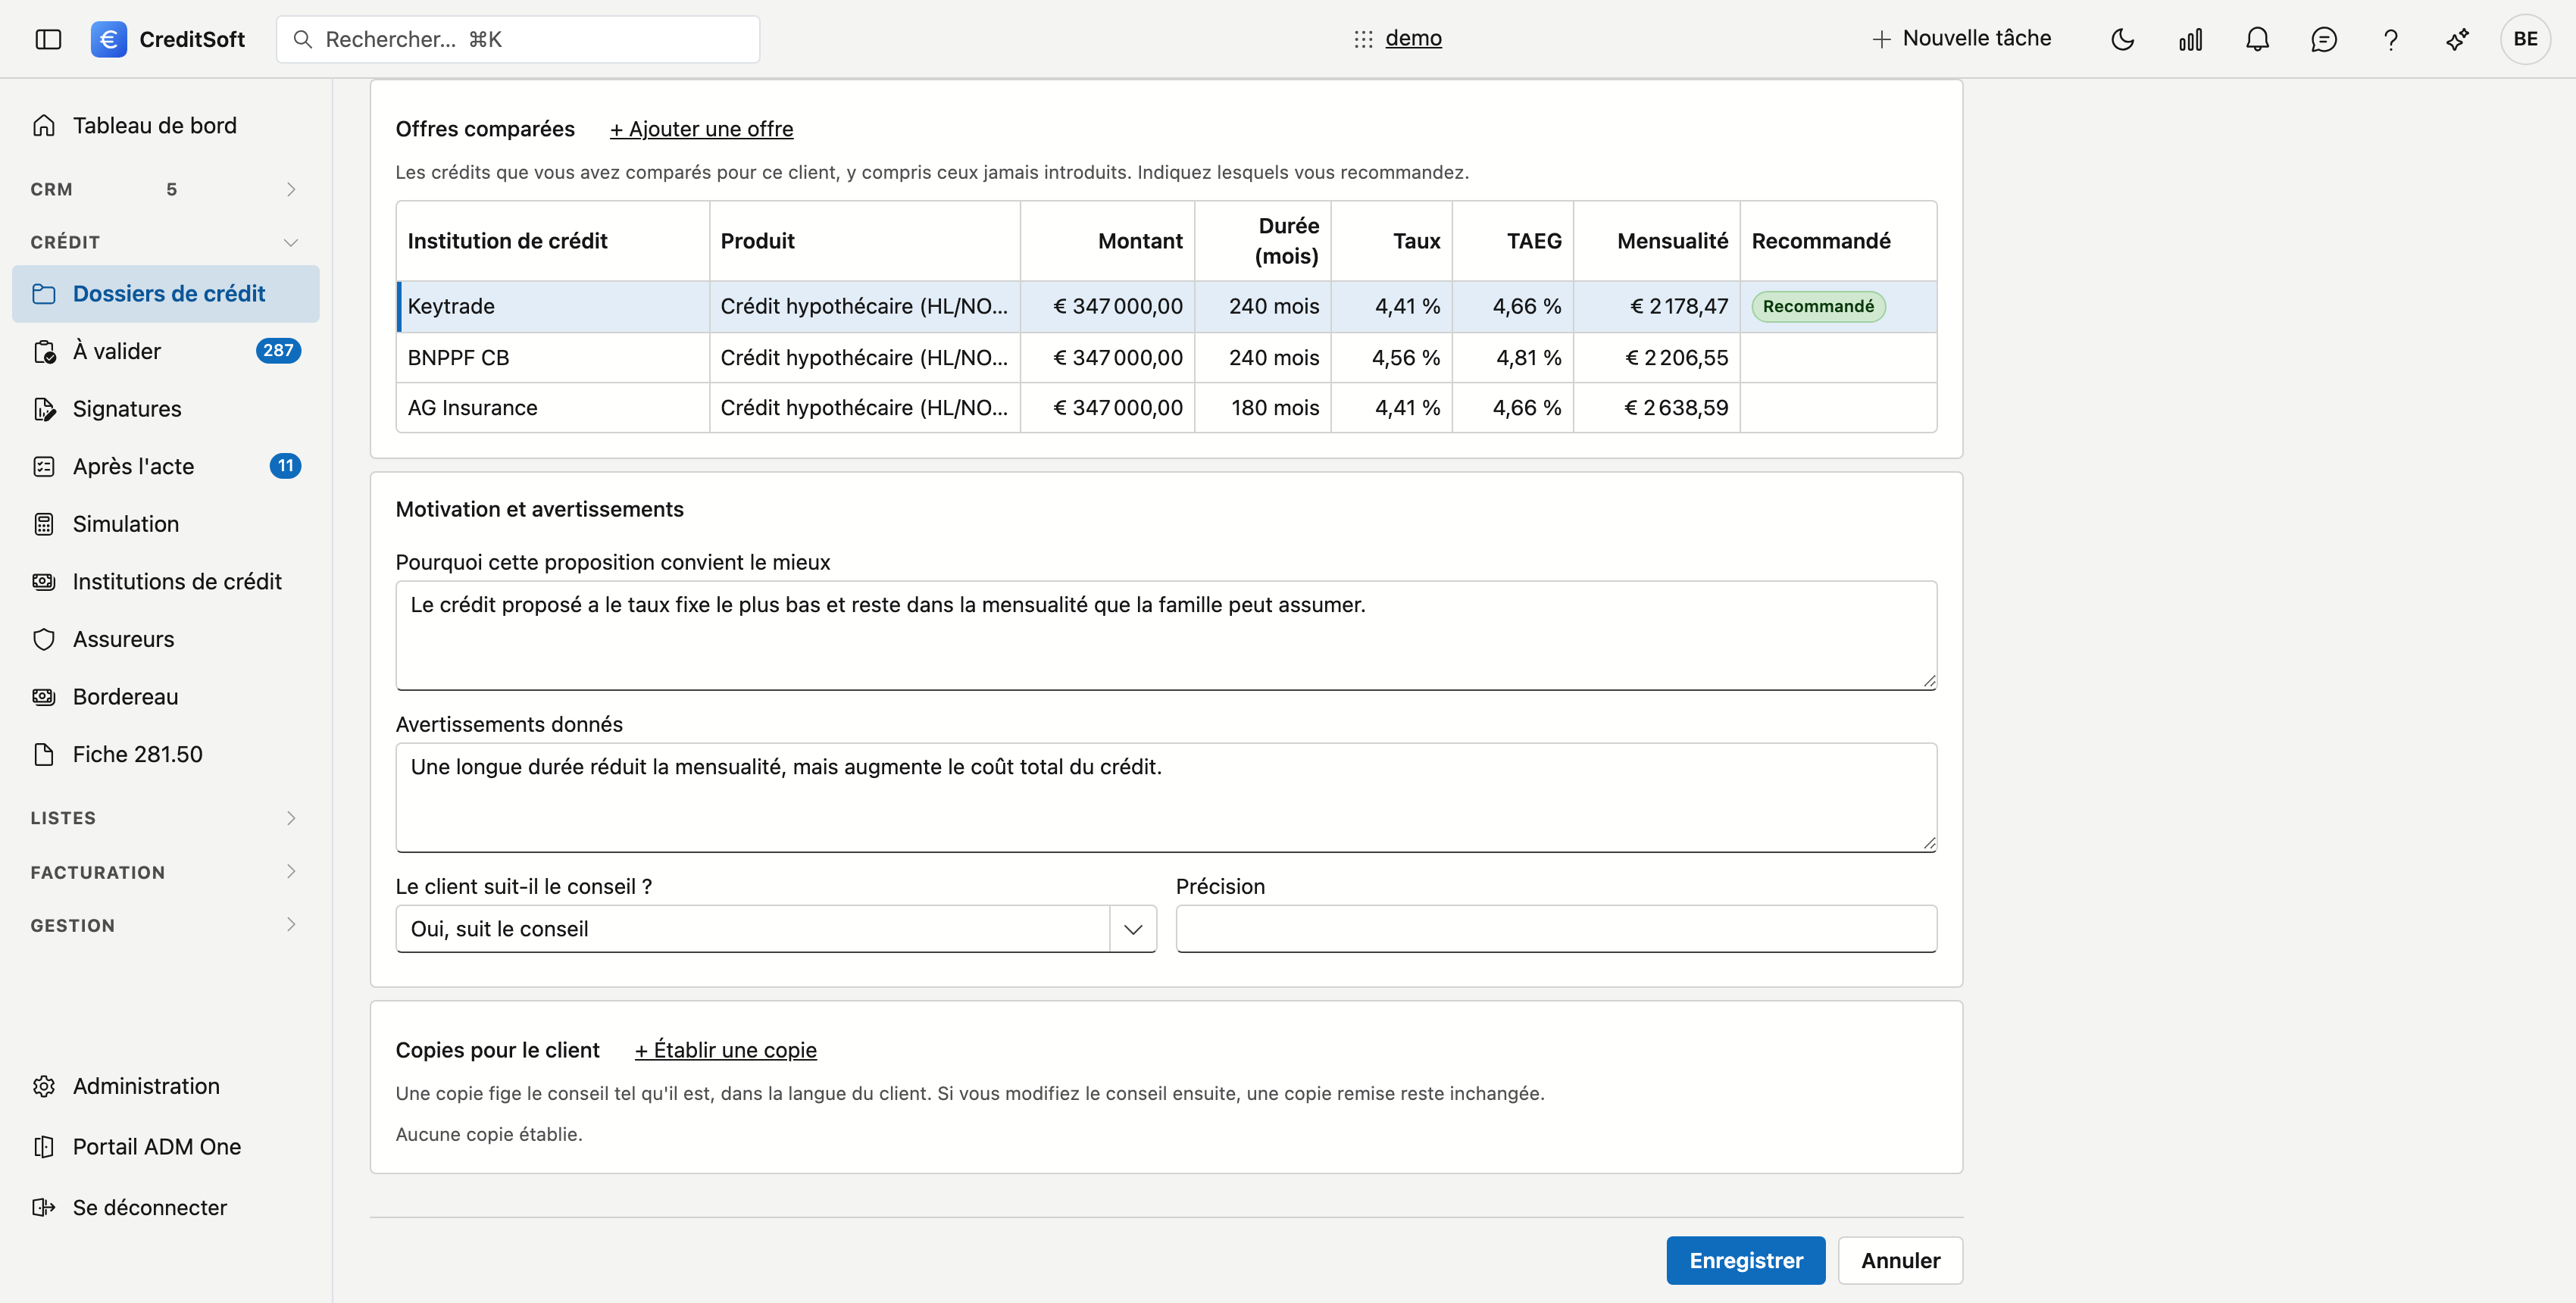 CreditSoft
Rechercher... ⌘K
demo
Nouvelle tâche
BE
Tableau de bord
CRM 5
CRÉDIT
Dossiers de crédit
À valider 287
Signatures
Après l'acte 11
Simulation
Institutions de crédit
Assureurs
Bordereau
Fiche 281.50
LISTES
FACTURATION
GESTION
Administration
Portail ADM One
Se déconnecter
Offres comparées + Ajouter une offre
Les crédits que vous avez comparés pour ce client, y compris ceux jamais introduits. Indiquez lesquels vous recommandez.
Institution de crédit Produit Montant Durée (mois) Taux TAEG Mensualité Recommandé
Keytrade Crédit hypothécaire (HL/NO... € 347 000,00 240 mois 4,41 % 4,66 % € 2 178,47 Recommandé
BNPPF CB Crédit hypothécaire (HL/NO... € 347 000,00 240 mois 4,56 % 4,81 % € 2 206,55
AG Insurance Crédit hypothécaire (HL/NO... € 347 000,00 180 mois 4,41 % 4,66 % € 2 638,59
Motivation et avertissements
Pourquoi cette proposition convient le mieux
Le crédit proposé a le taux fixe le plus bas et reste dans la mensualité que la famille peut assumer.
Avertissements donnés
Une longue durée réduit la mensualité, mais augmente le coût total du crédit.
Le client suit-il le conseil ? Précision
Oui, suit le conseil
Copies pour le client + Établir une copie
Une copie fige le conseil tel qu'il est, dans la langue du client. Si vous modifiez le conseil ensuite, une copie remise reste inchangée.
Aucune copie établie.
Enregistrer Annuler